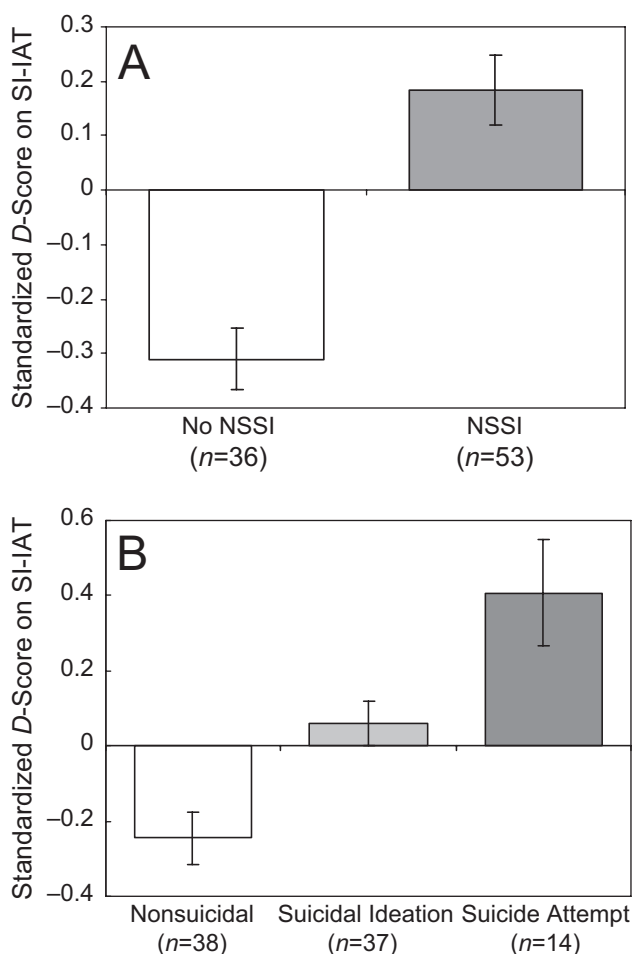 A
Standardized D-Score on SI-IAT
0.3
0.2
0.1
0
–0.1
–0.2
–0.3
–0.4
No NSSI
NSSI
(n=36)
(n=53)
B
Standardized D-Score on SI-IAT
0.6
0.4
0.2
0
–0.2
–0.4
Nonsuicidal
Suicidal Ideation
Suicide Attempt
(n=38)
(n=37)
(n=14)